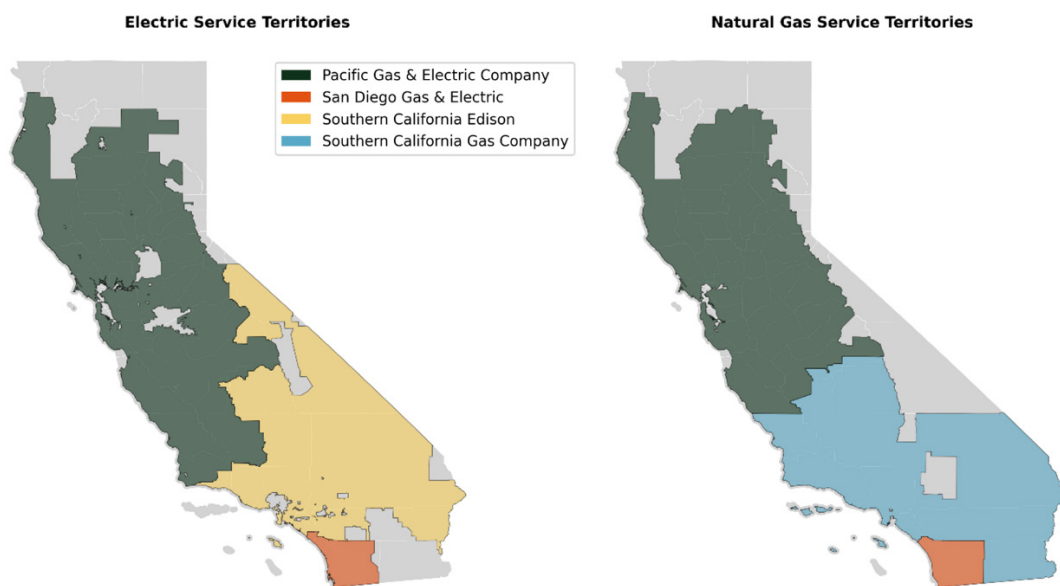 Electric Service Territories
Natural Gas Service Territories
Pacific Gas & Electric Company
San Diego Gas & Electric
Southern California Edison
Southern California Gas Company